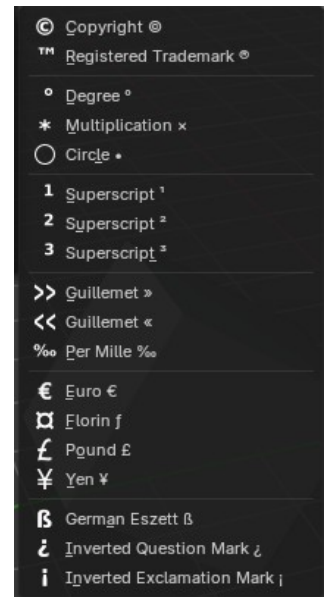 © Copyright ©
™ Registered Trademark ®
° Degree °
* Multiplication ×
◯ Circle •
1 Superscript ¹
2 Superscript ²
3 Superscript ³
>> Guillemet »
<< Guillemet «
‰ Per Mille ‰
€ Euro €
¤ Florin ƒ
£ Pound £
¥ Yen ¥
ß German Eszett ß
¿ Inverted Question Mark ¿
¡ Inverted Exclamation Mark ¡